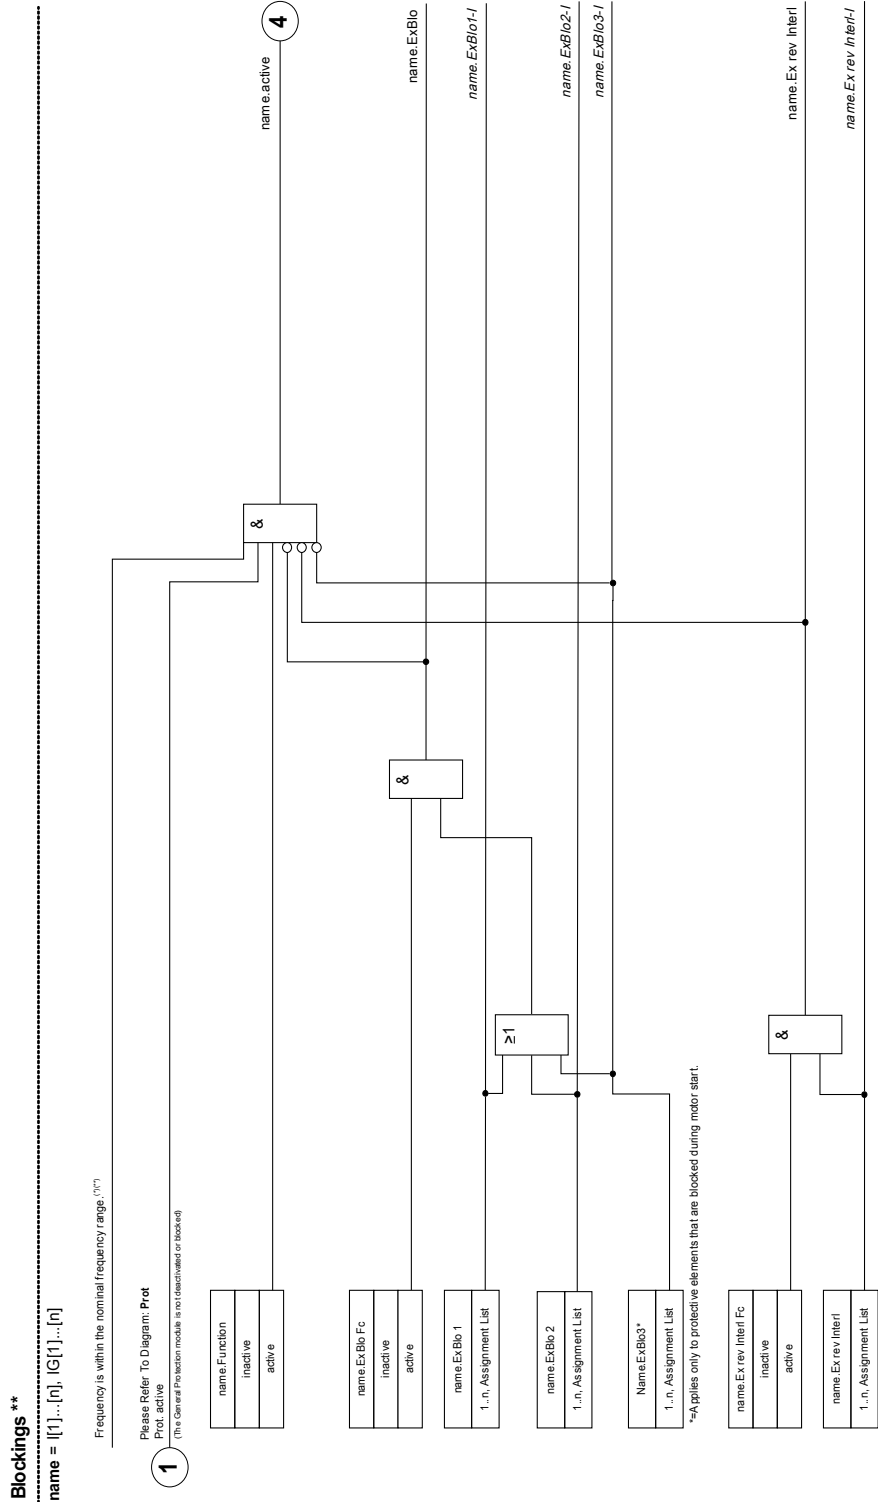 Blockings **
name = I[1]...[n], IG[1]...[n]
Frequency is within the nominal frequency range.(*)(**)
Please Refer To Diagram: Prot
Prot. active
(The General Protection module is not deactivated or blocked)
1
name.Function
inactive
active
&
name.active
4
name.ExBlo Fc
inactive
active
&
name.ExBlo
name.ExBlo 1
1..n, Assignment List
name.ExBlo1-I
≥1
name.ExBlo 2
1..n, Assignment List
name.ExBlo2-I
Name.ExBlo3*
1..n, Assignment List
name.ExBlo3-I
*=Applies only to protective elements that are blocked during motor start.
name.Ex rev Interl Fc
inactive
active
&
name.Ex rev Interl
name.Ex rev Interl
1..n, Assignment List
name.Ex rev Interl-I